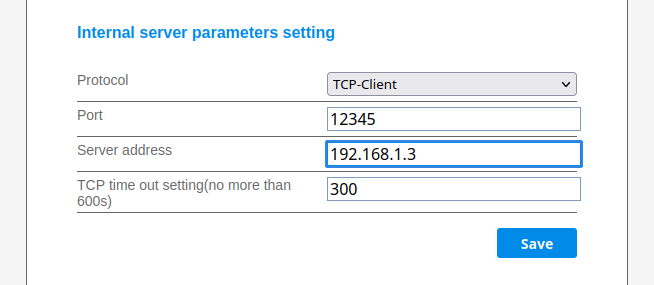 Internal server parameters setting
Protocol
TCP-Client
Port
12345
Server address
192.168.1.3
TCP time out setting(no more than
600s)
300
Save